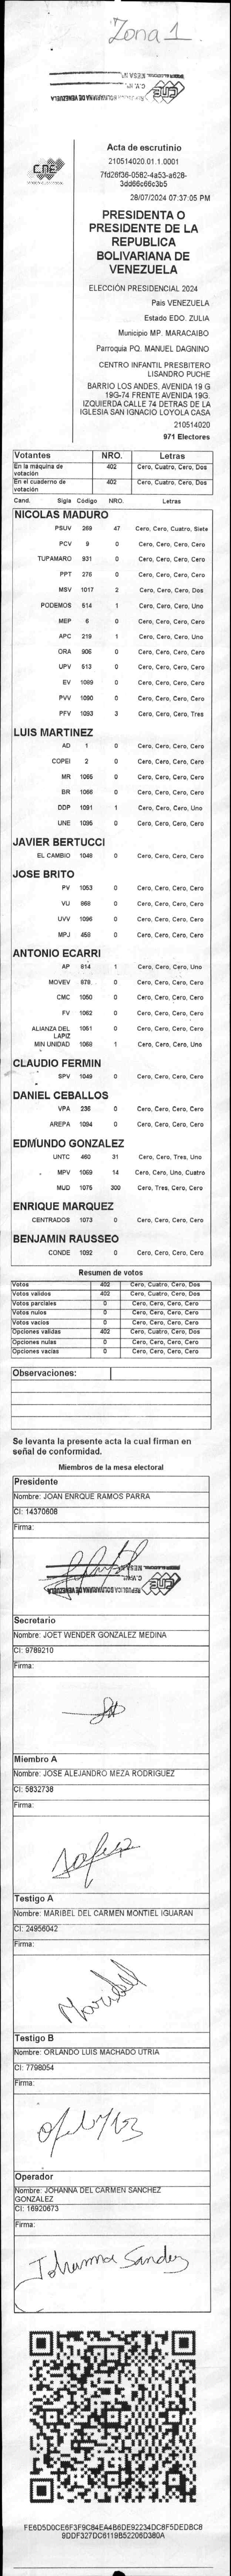 Zona 1
CNE
Acta de escrutinio
210514020.01.1.0001
7fd26f36-0582-4a53-a628-
3dd66c66c3b5
28/07/2024 07:37:05 PM
PRESIDENTA O
PRESIDENTE DE LA
REPUBLICA
BOLIVARIANA DE
VENEZUELA
ELECCIÓN PRESIDENCIAL 2024
País VENEZUELA
Estado EDO. ZULIA
Municipio MP. MARACAIBO
Parroquia PQ. MANUEL DAGNINO
CENTRO INFANTIL PRESBITERO
LISANDRO PUCHE
BARRIO LOS ANDES. AVENIDA 19 G
19G-74 FRENTE AVENIDA 19G.
IZQUIERDA CALLE 74 DETRAS DE LA
IGLESIA SAN IGNACIO LOYOLA CASA
210514020
971 Electores
Votantes NRO. Letras
En la máquina de votación 402 Cero, Cuatro, Cero, Dos
En el cuaderno de votación 402 Cero, Cuatro, Cero, Dos
Cand. Sigla Código NRO. Letras
NICOLAS MADURO
PSUV 269 47 Cero, Cero, Cuatro, Siete
PCV 9 0 Cero, Cero, Cero, Cero
TUPAMARO 931 0 Cero, Cero, Cero, Cero
PPT 276 0 Cero, Cero, Cero, Cero
MSV 1017 2 Cero, Cero, Cero, Dos
PODEMOS 514 1 Cero, Cero, Cero, Uno
MEP 6 0 Cero, Cero, Cero, Cero
APC 219 1 Cero, Cero, Cero, Uno
ORA 906 0 Cero, Cero, Cero, Cero
UPV 513 0 Cero, Cero, Cero, Cero
EV 1089 0 Cero, Cero, Cero, Cero
PVV 1090 0 Cero, Cero, Cero, Cero
PFV 1093 3 Cero, Cero, Cero, Tres
LUIS MARTINEZ
AD 1 0 Cero, Cero, Cero, Cero
COPEI 2 0 Cero, Cero, Cero, Cero
MR 1065 0 Cero, Cero, Cero, Cero
BR 1066 0 Cero, Cero, Cero, Cero
DDP 1091 1 Cero, Cero, Cero, Uno
UNE 1095 0 Cero, Cero, Cero, Cero
JAVIER BERTUCCI
EL CAMBIO 1048 0 Cero, Cero, Cero, Cero
JOSE BRITO
PV 1053 0 Cero, Cero, Cero, Cero
VU 868 0 Cero, Cero, Cero, Cero
UVV 1096 0 Cero, Cero, Cero, Cero
MPJ 458 0 Cero, Cero, Cero, Cero
ANTONIO ECARRI
AP 814 1 Cero, Cero, Cero, Uno
MOVEV 878 0 Cero, Cero, Cero, Cero
CMC 1050 0 Cero, Cero, Cero, Cero
FV 1062 0 Cero, Cero, Cero, Cero
ALIANZA DEL LAPIZ 1051 0 Cero, Cero, Cero, Cero
MIN UNIDAD 1068 1 Cero, Cero, Cero, Uno
CLAUDIO FERMIN
SPV 1049 0 Cero, Cero, Cero, Cero
DANIEL CEBALLOS
VPA 236 0 Cero, Cero, Cero, Cero
AREPA 1094 0 Cero, Cero, Cero, Cero
EDMUNDO GONZALEZ
UNTC 460 31 Cero, Cero, Tres, Uno
MPV 1069 14 Cero, Cero, Uno, Cuatro
MUD 1075 300 Cero, Tres, Cero, Cero
ENRIQUE MARQUEZ
CENTRADOS 1073 0 Cero, Cero, Cero, Cero
BENJAMIN RAUSSEO
CONDE 1092 0 Cero, Cero, Cero, Cero
Resumen de votos
Votos 402 Cero, Cuatro, Cero, Dos
Votos validos 402 Cero, Cuatro, Cero, Dos
Votos parciales 0 Cero, Cero, Cero, Cero
Votos nulos 0 Cero, Cero, Cero, Cero
Votos vacios 0 Cero, Cero, Cero, Cero
Opciones validas 402 Cero, Cuatro, Cero, Dos
Opciones nulas 0 Cero, Cero, Cero, Cero
Opciones vacias 0 Cero, Cero, Cero, Cero
Observaciones:
Se levanta la presente acta la cual firman en
señal de conformidad.
Miembros de la mesa electoral
Presidente
Nombre: JOAN ENRQUE RAMOS PARRA
CI: 14370608
Firma:
REPUBLICA BOLIVARIANA DE VENEZUELA
CNE
Secretario
Nombre: JOET WENDER GONZALEZ MEDINA
CI: 9789210
Firma:
Miembro A
Nombre: JOSE ALEJANDRO MEZA RODRIGUEZ
CI: 5832738
Firma:
Testigo A
Nombre: MARIBEL DEL CARMEN MONTIEL IGUARAN
CI: 24956042
Firma:
Maribel
Testigo B
Nombre: ORLANDO LUIS MACHADO UTRIA
CI: 7798054
Firma:
Operador
Nombre: JOHANNA DEL CARMEN SANCHEZ
GONZALEZ
CI: 16920673
Firma:
Johanna Sandez
FE6D5D0CE6F3F9C84EA4B6DE92234DC8F5DEDBC8
9DDF327DC6119B52206D380A